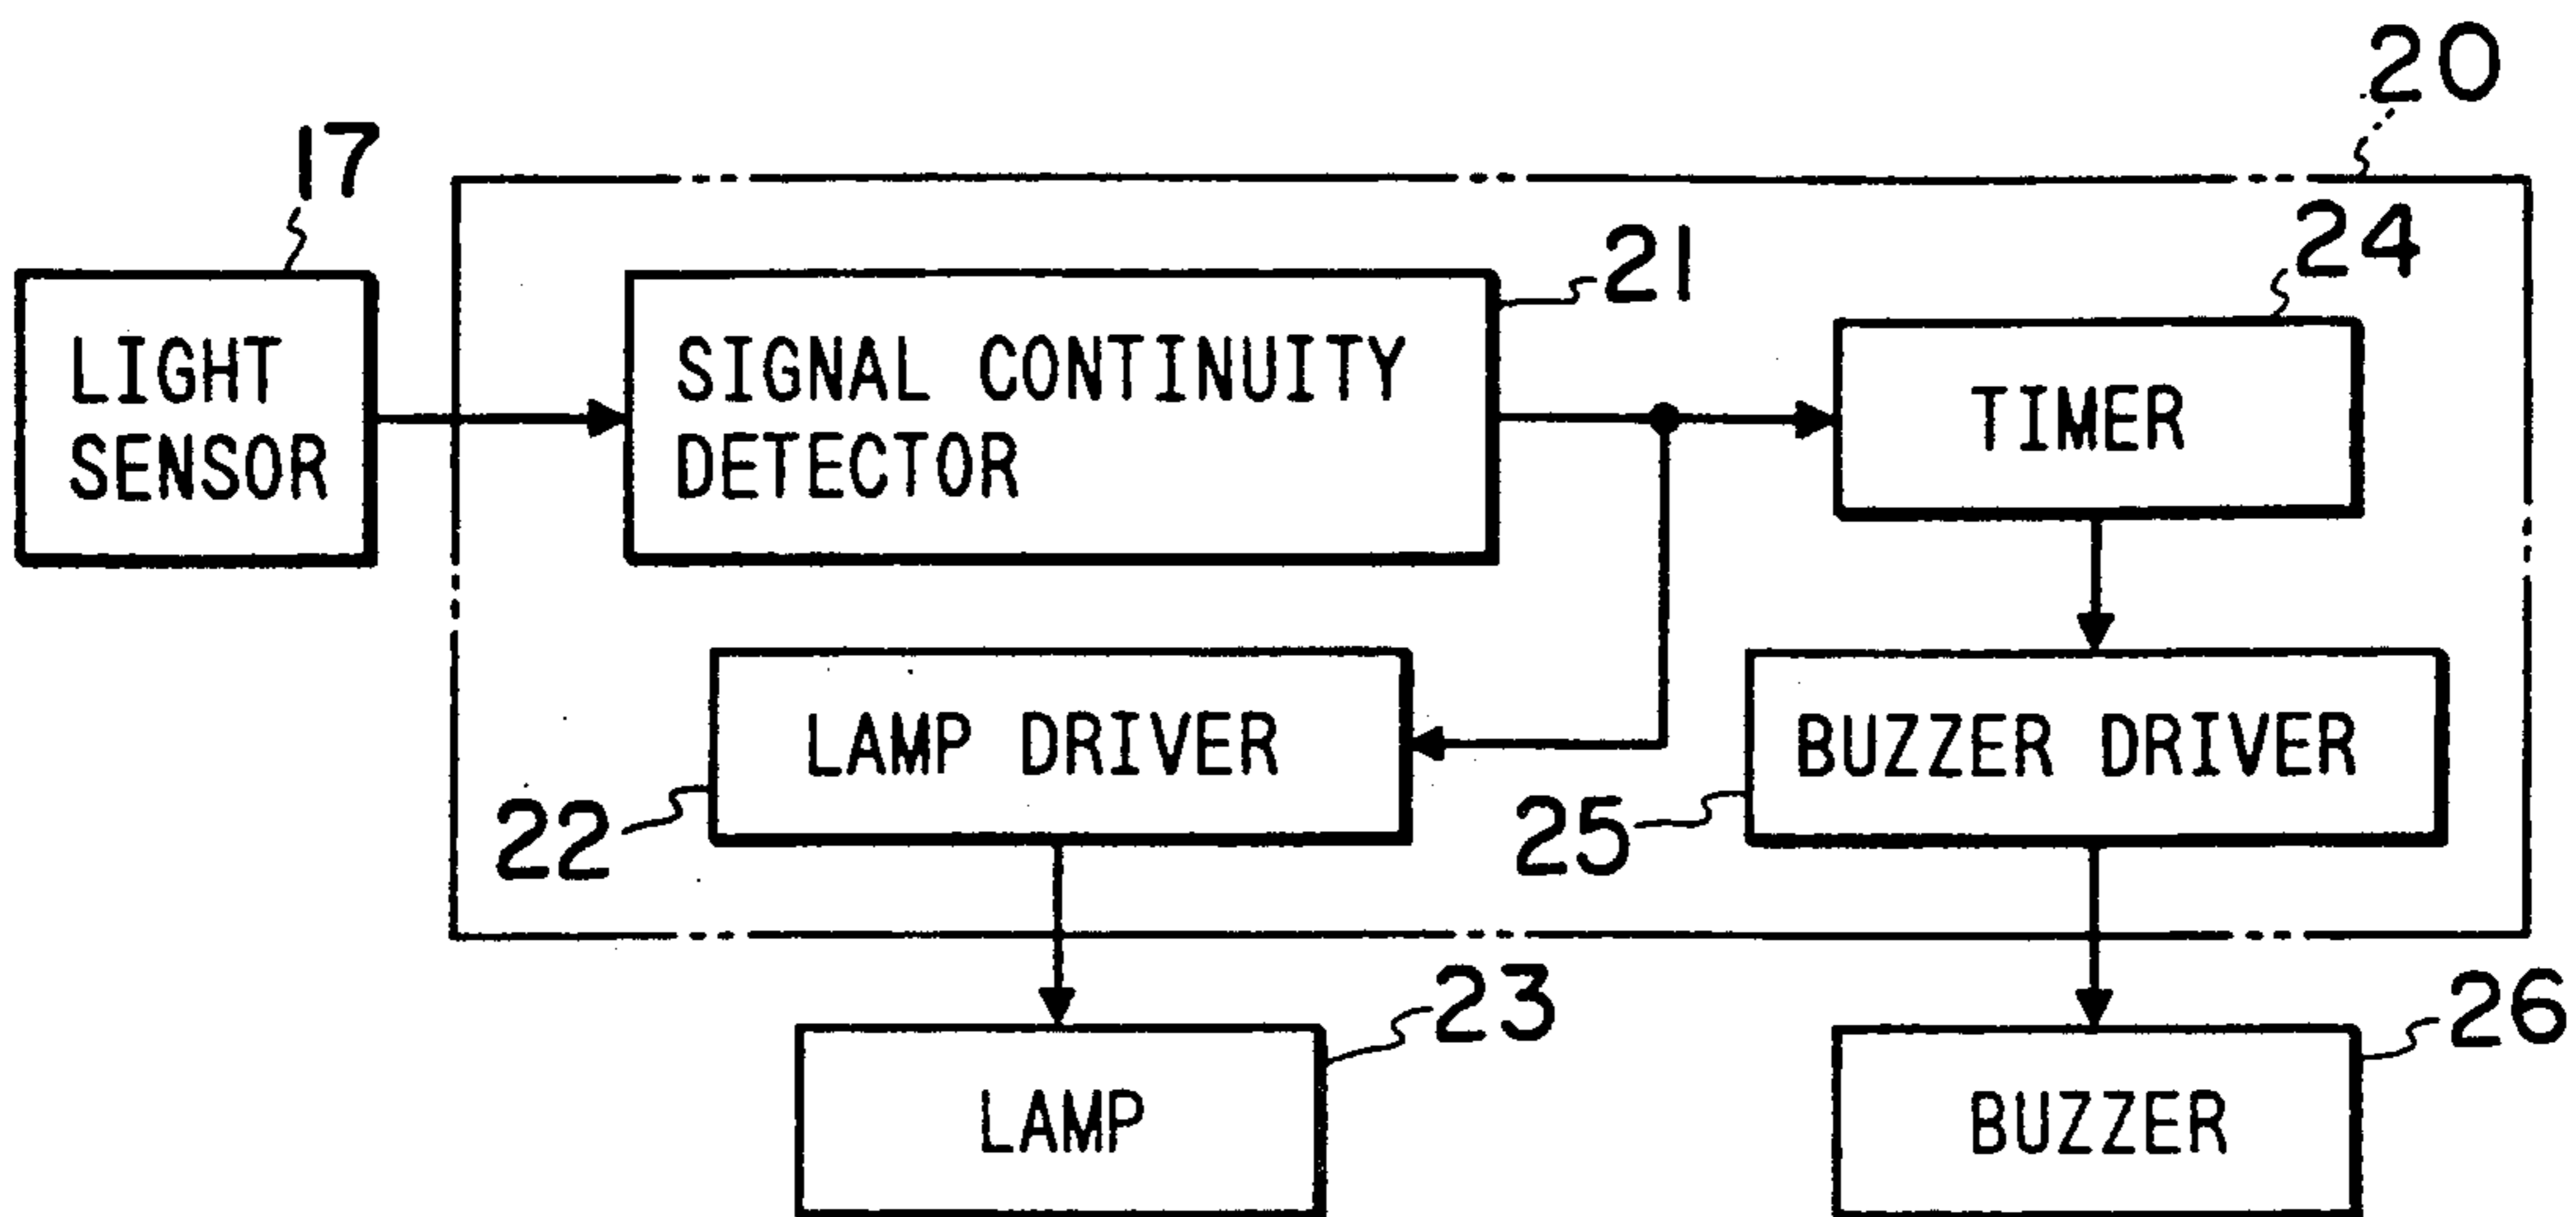 20
17
21
24
LIGHT
SENSOR
SIGNAL CONTINUITY
DETECTOR
TIMER
LAMP DRIVER
BUZZER DRIVER
22
25
23
26
LAMP
BUZZER